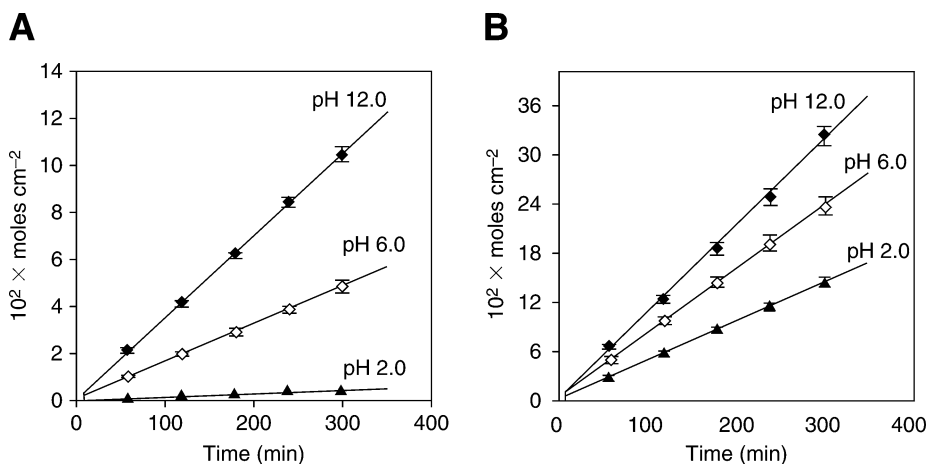 A
14
12
10
8
6
4
2
0
10² × moles cm⁻²
pH 12.0
pH 6.0
pH 2.0
0 100 200 300 400
Time (min)
B
36
30
24
18
12
6
0
10² × moles cm⁻²
pH 12.0
pH 6.0
pH 2.0
0 100 200 300 400
Time (min)